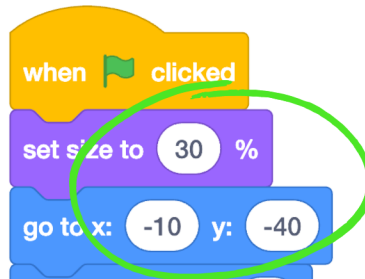 when clicked
set size to 30 %
go to x: -10 y: -40